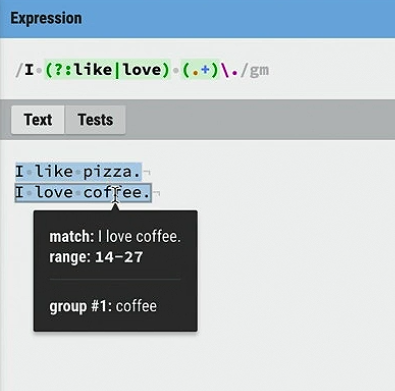 Expression
/I (?:like|love) (.+)\./gm
Text Tests
I like pizza.
I love coffee.
match: I love coffee.
range: 14-27
group #1: coffee